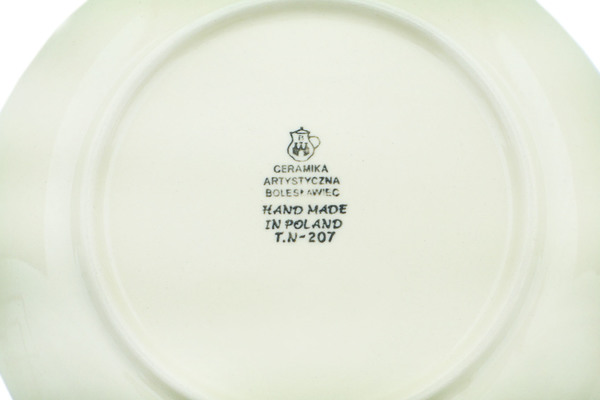 CERAMIKA
ARTYSTYCZNA
BOLESŁAWIEC
HAND MADE
IN POLAND
T.N-207